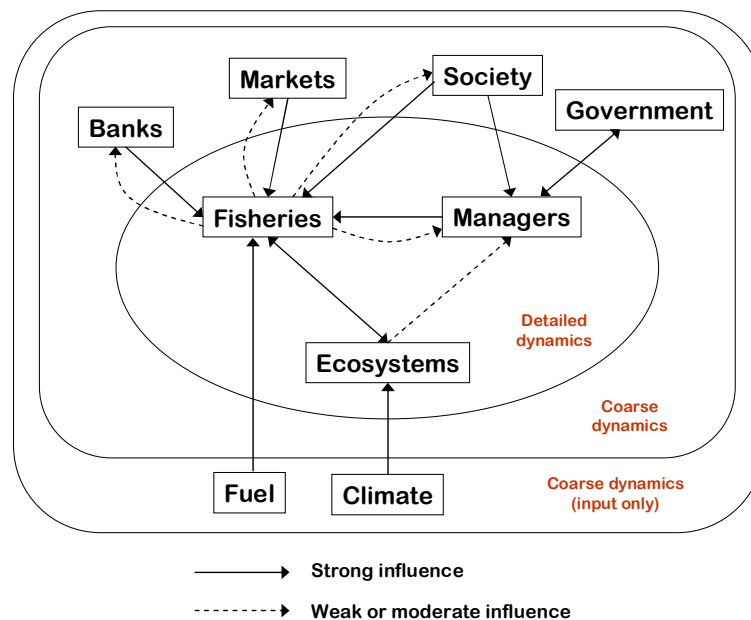 Markets
Society
Banks
Government
Fisheries
Managers
Detailed
dynamics
Ecosystems
Coarse
dynamics
Fuel
Climate
Coarse dynamics
(input only)
Strong influence
Weak or moderate influence